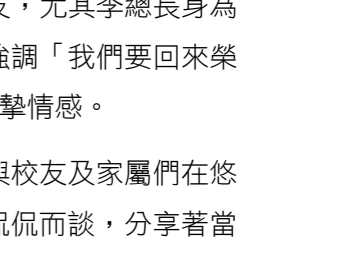 友，尤其李總長身為
強調「我們要回來榮
摯情感。
與校友及家屬們在悠
侃侃而談，分享著當